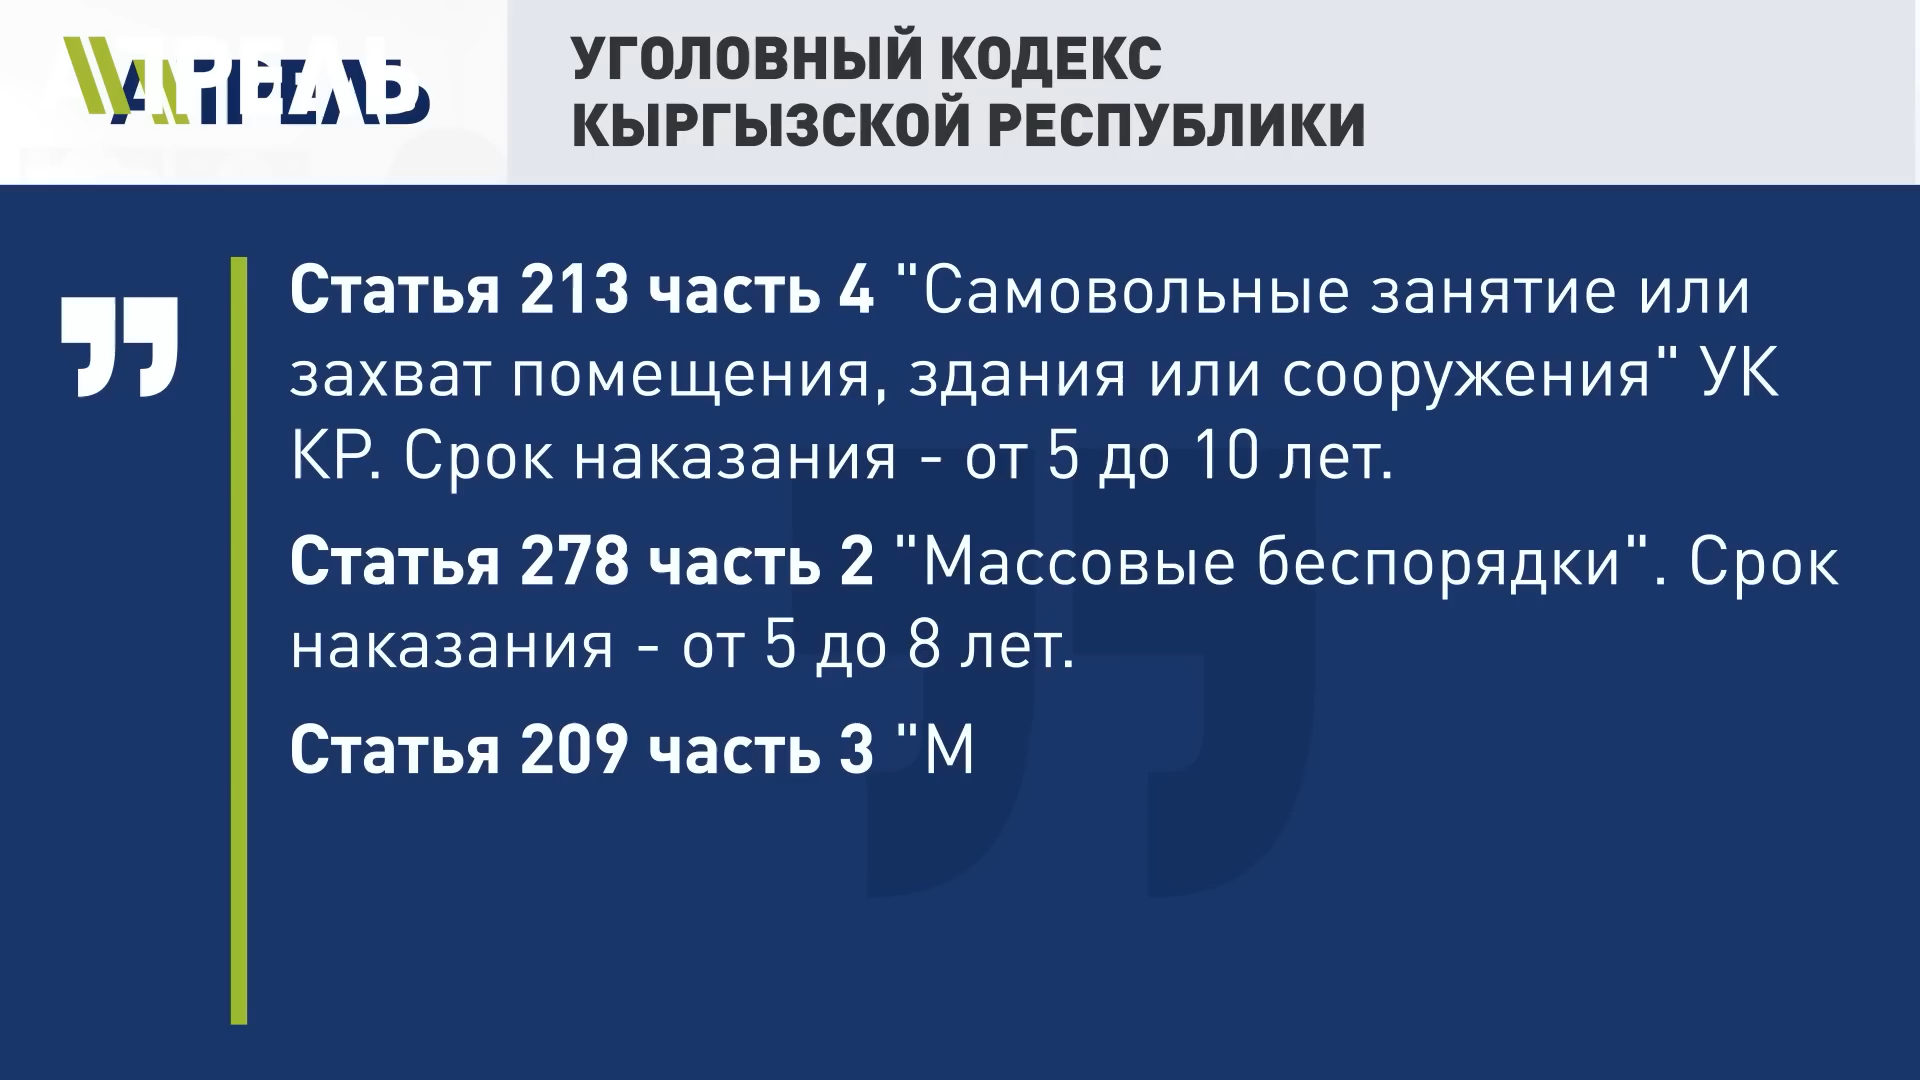 АПРЕЛЬ
УГОЛОВНЫЙ КОДЕКС
КЫРГЫЗСКОЙ РЕСПУБЛИКИ
Статья 213 часть 4 "Самовольные занятие или
захват помещения, здания или сооружения" УК
КР. Срок наказания - от 5 до 10 лет.
Статья 278 часть 2 "Массовые беспорядки". Срок
наказания - от 5 до 8 лет.
Статья 209 часть 3 "М